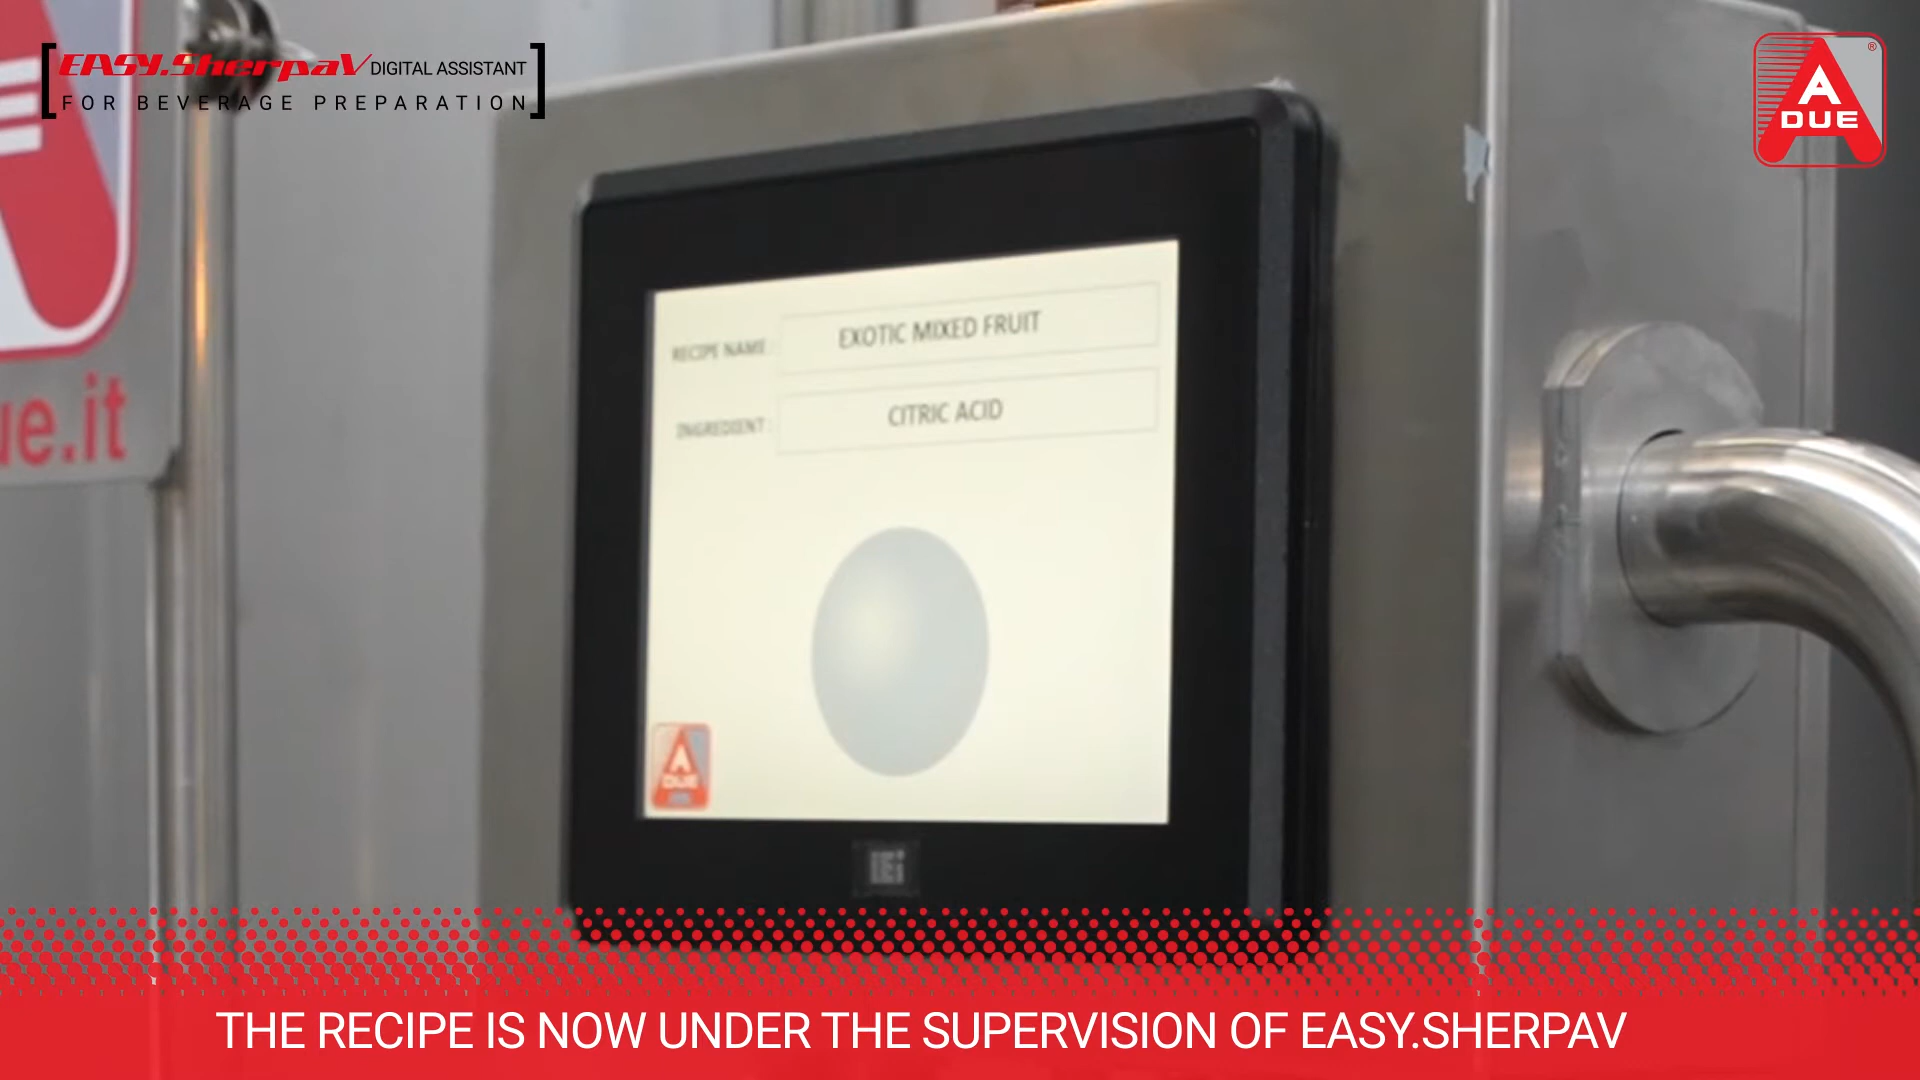 EASY.SherpaV DIGITAL ASSISTANT
FOR BEVERAGE PREPARATION
A
DUE
®
ue.it
RECIPE NAME : EXOTIC MIXED FRUIT
INGREDIENT : CITRIC ACID
A
DUE
THE RECIPE IS NOW UNDER THE SUPERVISION OF EASY.SHERPAV